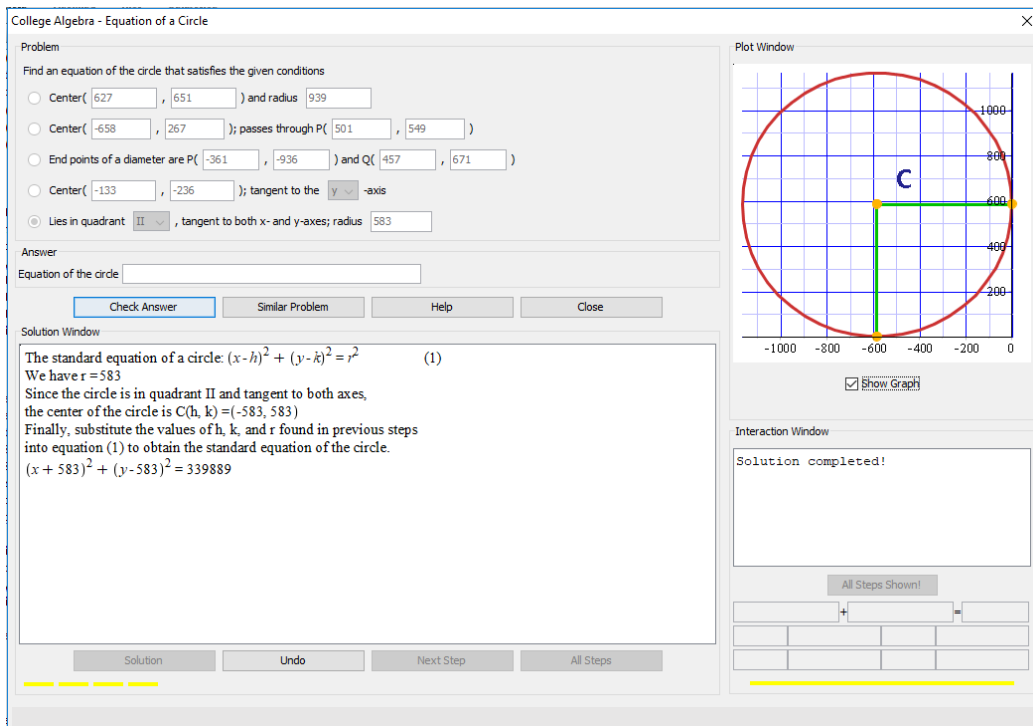 College Algebra - Equation of a Circle
Problem
Find an equation of the circle that satisfies the given conditions
Center( 627 , 651 ) and radius 939
Center( -658 , 267 ); passes through P( 501 , 549 )
End points of a diameter are P( -361 , -936 ) and Q( 457 , 671 )
Center( -133 , -236 ); tangent to the y -axis
Lies in quadrant II , tangent to both x- and y-axes; radius 583
Answer
Equation of the circle
Check Answer Similar Problem Help Close
Solution Window
The standard equation of a circle: (x-h)² + (y-k)² = r² (1)
We have r =583
Since the circle is in quadrant II and tangent to both axes,
the center of the circle is C(h, k) =(-583, 583)
Finally, substitute the values of h, k, and r found in previous steps
into equation (1) to obtain the standard equation of the circle.
(x + 583)² + (y-583)² = 339889
Solution Undo Next Step All Steps
Plot Window
1000
800
C
600
400
200
-1000 -800 -600 -400 -200 0
Show Graph
Interaction Window
Solution completed!
All Steps Shown!
+ =